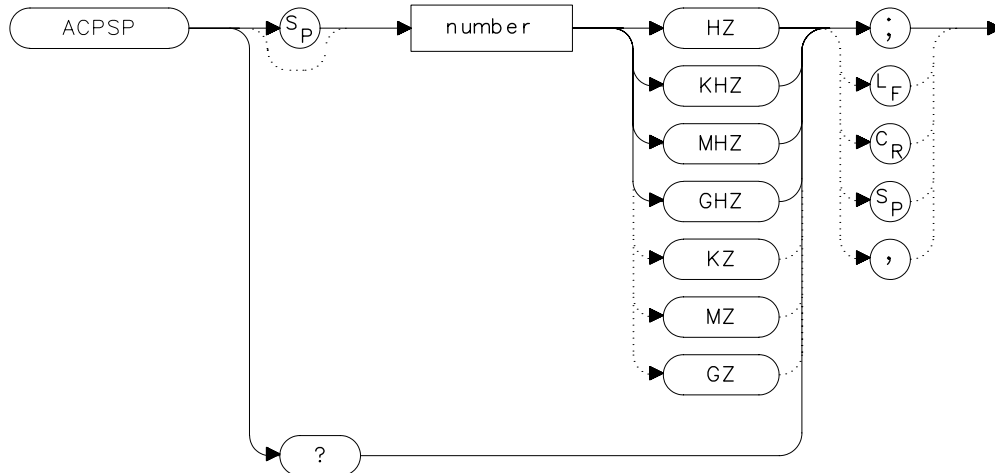 ACPSP SP number HZ ;
KHZ LF
MHZ CR
GHZ SP
KZ ,
MZ
GZ
?